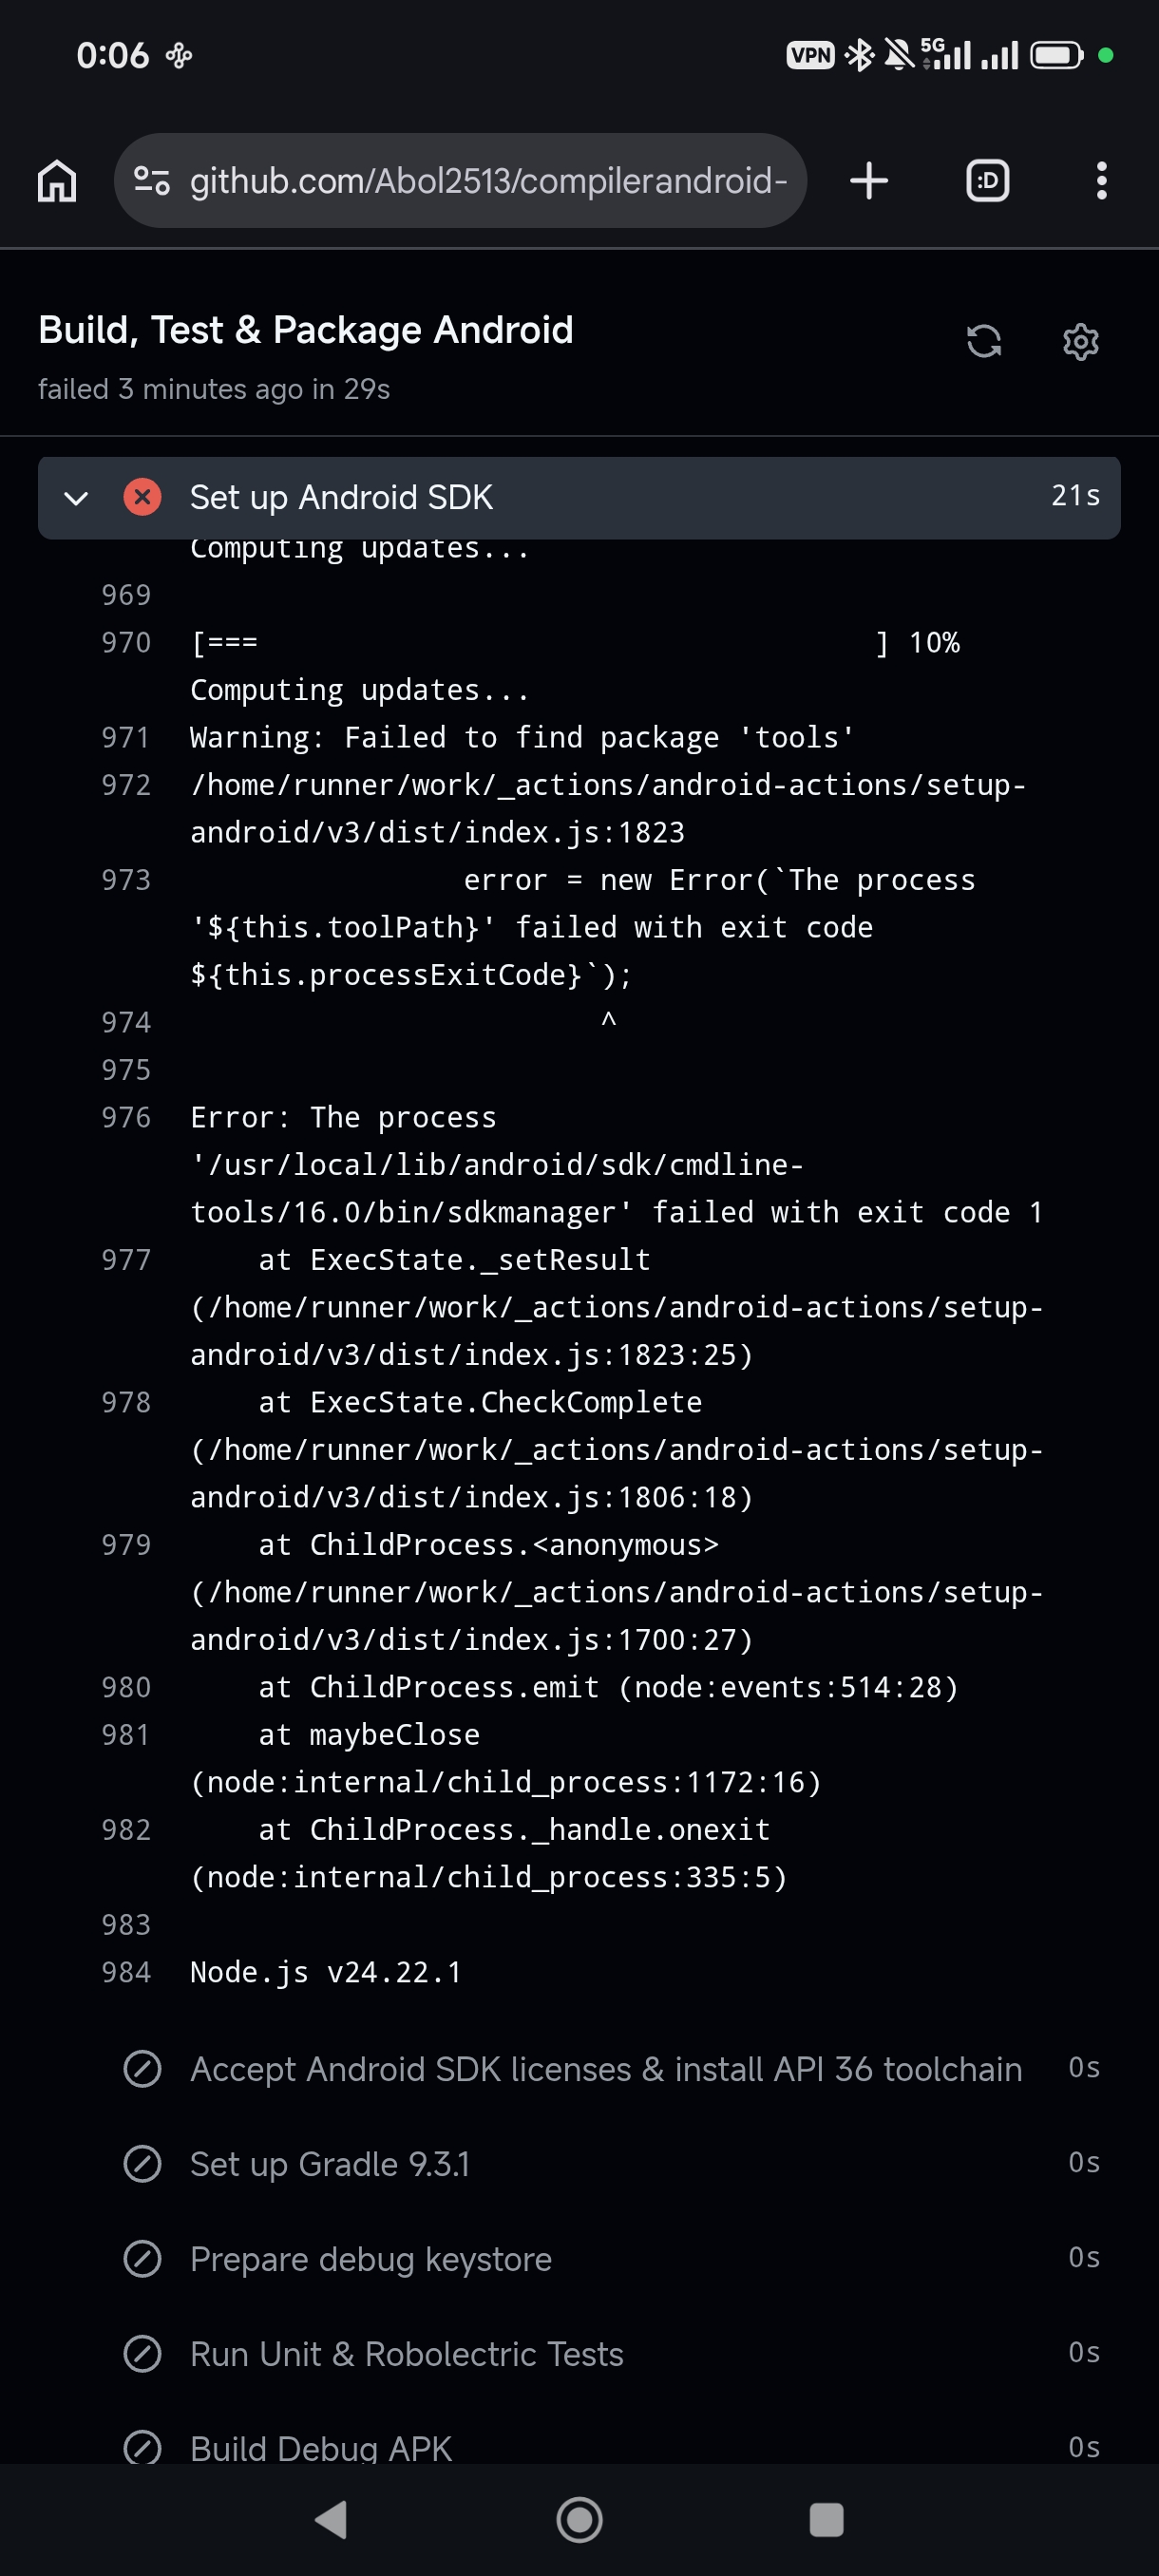 0:06
VPN 5G
github.com/Abol2513/compilerandroid-
:D
Build, Test & Package Android
failed 3 minutes ago in 29s
Set up Android SDK 21s
Computing updates...
969
970 [=== ] 10%
Computing updates...
971 Warning: Failed to find package 'tools'
972 /home/runner/work/_actions/android-actions/setup-
android/v3/dist/index.js:1823
973 error = new Error(`The process
'${this.toolPath}' failed with exit code
${this.processExitCode}`);
974 ^
975
976 Error: The process
'/usr/local/lib/android/sdk/cmdline-
tools/16.0/bin/sdkmanager' failed with exit code 1
977 at ExecState._setResult
(/home/runner/work/_actions/android-actions/setup-
android/v3/dist/index.js:1823:25)
978 at ExecState.CheckComplete
(/home/runner/work/_actions/android-actions/setup-
android/v3/dist/index.js:1806:18)
979 at ChildProcess.<anonymous>
(/home/runner/work/_actions/android-actions/setup-
android/v3/dist/index.js:1700:27)
980 at ChildProcess.emit (node:events:514:28)
981 at maybeClose
(node:internal/child_process:1172:16)
982 at ChildProcess._handle.onexit
(node:internal/child_process:335:5)
983
984 Node.js v24.22.1
Accept Android SDK licenses & install API 36 toolchain 0s
Set up Gradle 9.3.1 0s
Prepare debug keystore 0s
Run Unit & Robolectric Tests 0s
Build Debug APK 0s